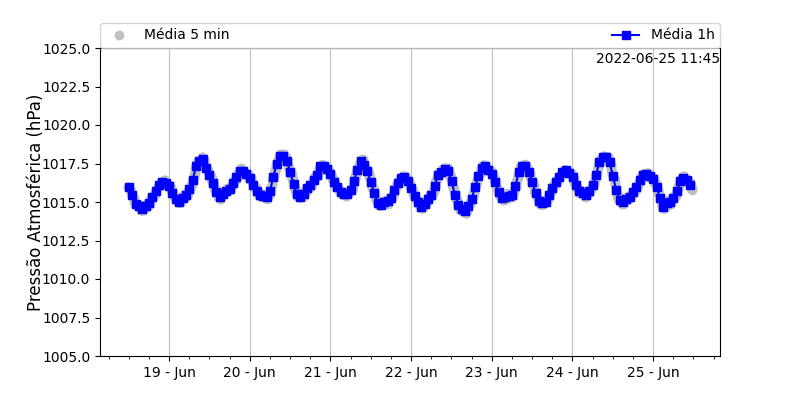 Média 5 min
Média 1h
2022-06-25 11:45
Pressão Atmosférica (hPa)
1025.0
1022.5
1020.0
1017.5
1015.0
1012.5
1010.0
1007.5
1005.0
19 - Jun
20 - Jun
21 - Jun
22 - Jun
23 - Jun
24 - Jun
25 - Jun